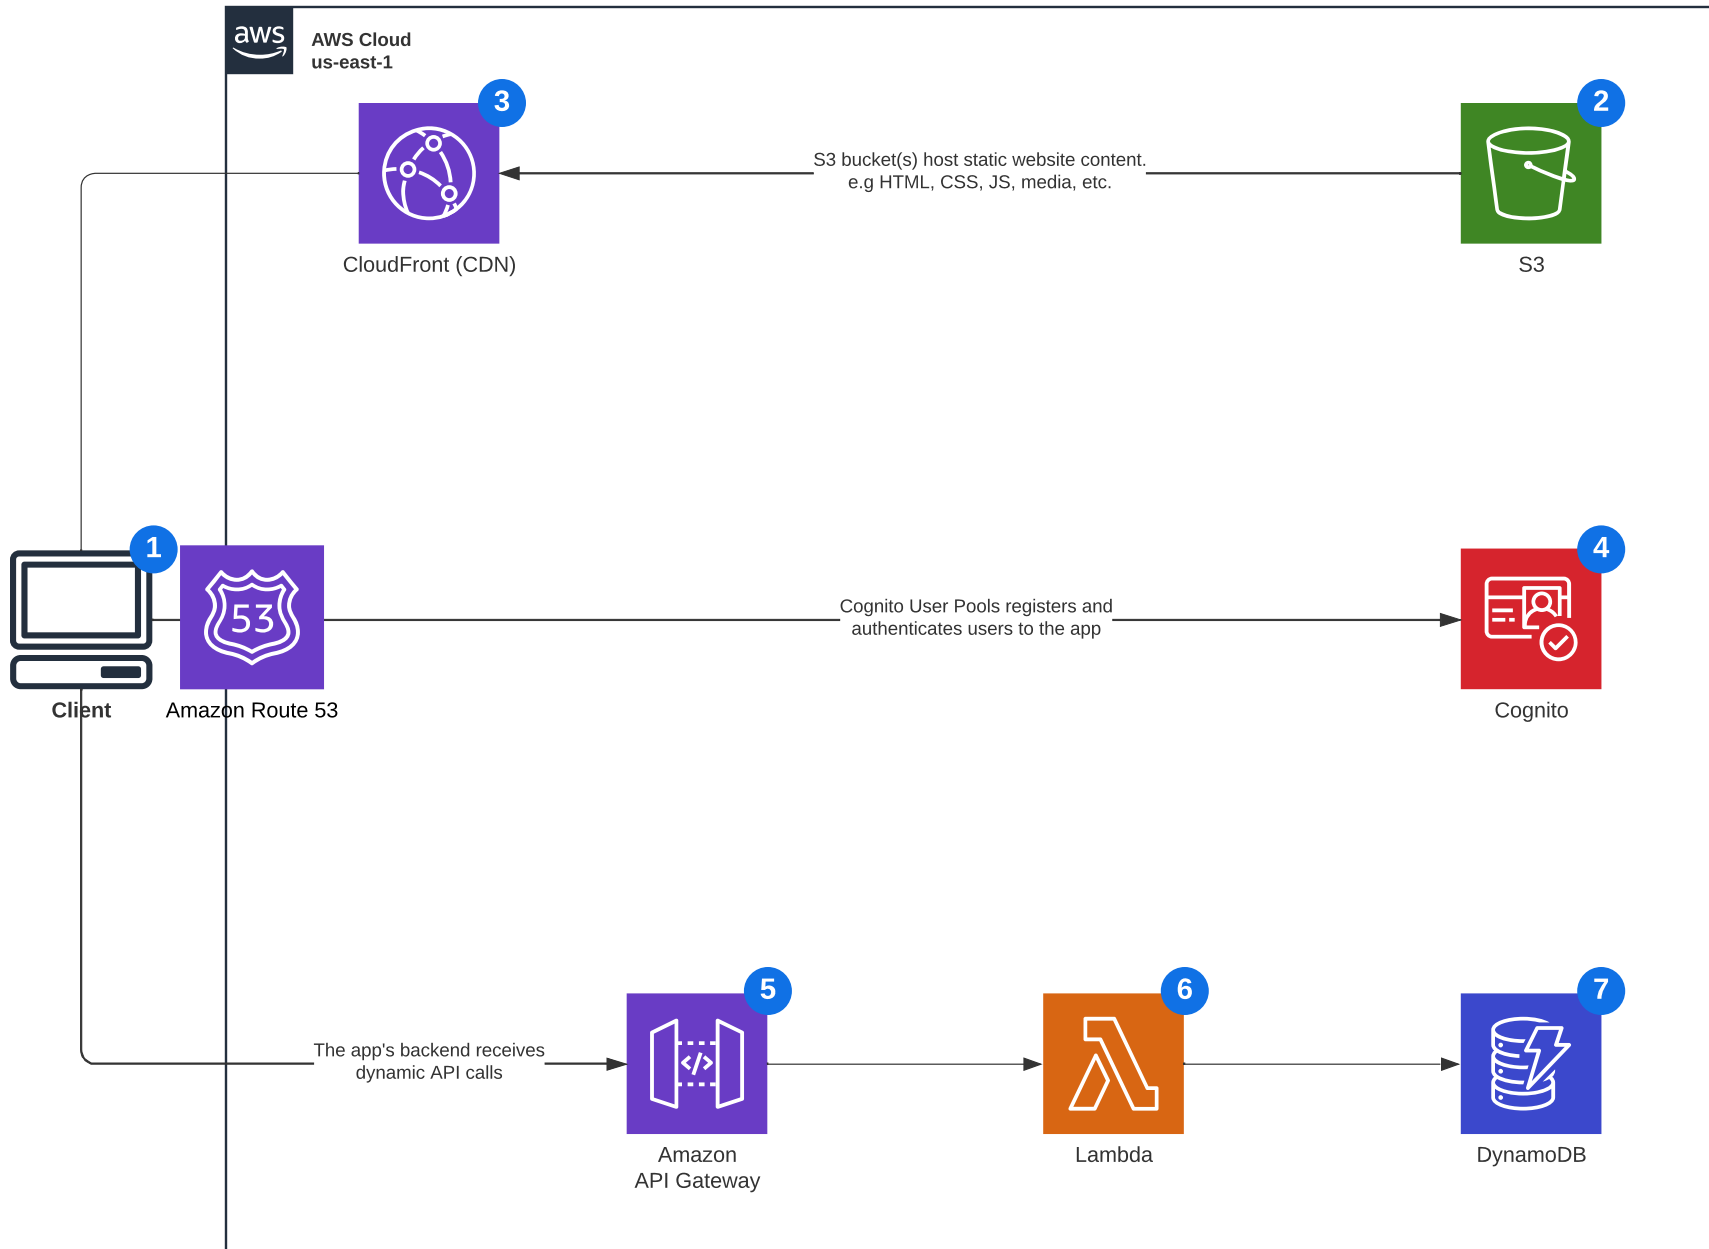 aws
AWS Cloud
us-east-1
3
2
S3 bucket(s) host static website content.
e.g HTML, CSS, JS, media, etc.
CloudFront (CDN)
S3
1
4
53
Cognito User Pools registers and
authenticates users to the app
Client
Amazon Route 53
Cognito
5
6
7
The app's backend receives
dynamic API calls
</>
Amazon
API Gateway
Lambda
DynamoDB